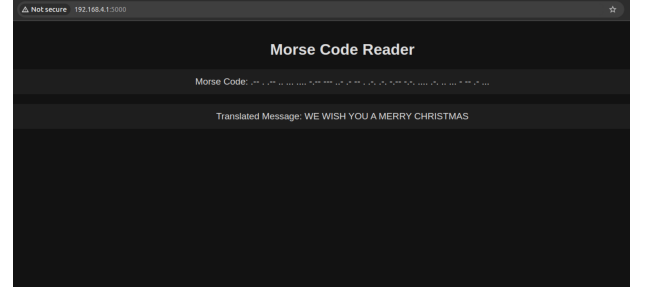 Not secure 192.168.4.1:5000
Morse Code Reader
Morse Code: .-- . .-- .. ... .... -.-- --- ..- .- -- . .-. .-. -.-- -.-. .... .-. .. ... - -- .- ...
Translated Message: WE WISH YOU A MERRY CHRISTMAS